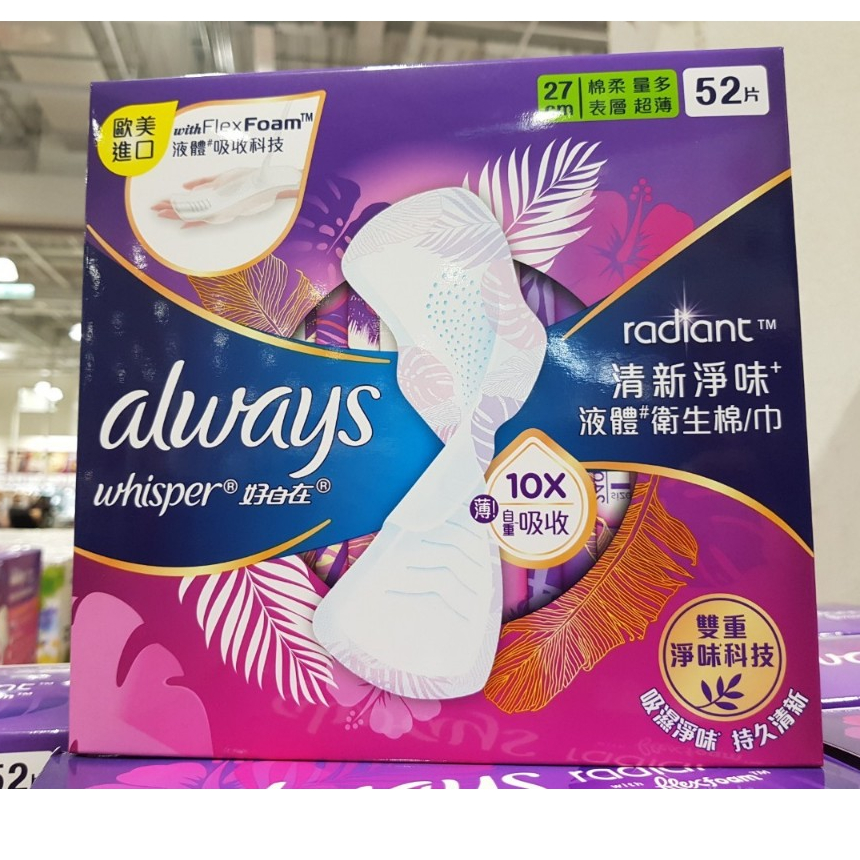 歐美
進口
withFlexFoam™
液體#吸收科技
27
cm
棉柔 量多
表層 超薄
52片
radiant™
清新淨味+
液體#衛生棉/巾
always
whisper® 好自在®
10X
薄!
自重吸收
雙重
淨味科技
吸濕淨味 持久清新
52片
always
radiant
with flexfoam™